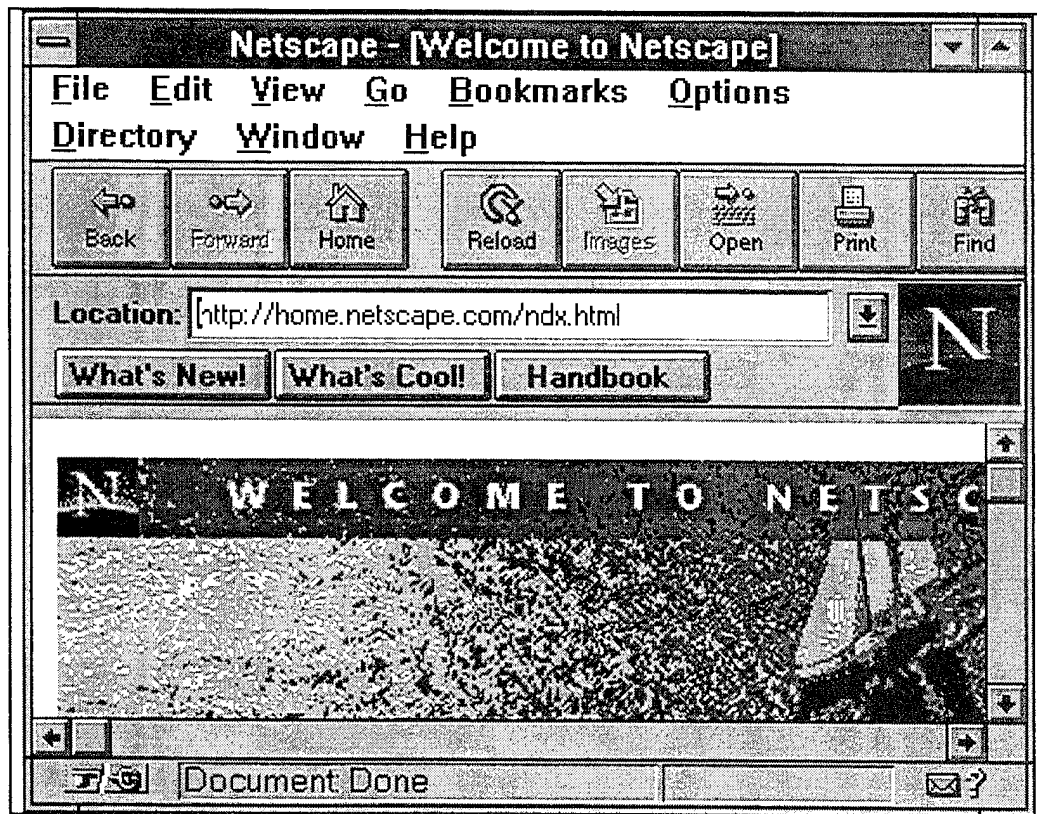 Netscape - [Welcome to Netscape]
File Edit View Go Bookmarks Options
Directory Window Help
Back Forward Home Reload Images Open Print Find
Location: http://home.netscape.com/ndx.html
N
What's New! What's Cool! Handbook
N WELCOME TO NETSC
Document: Done
?